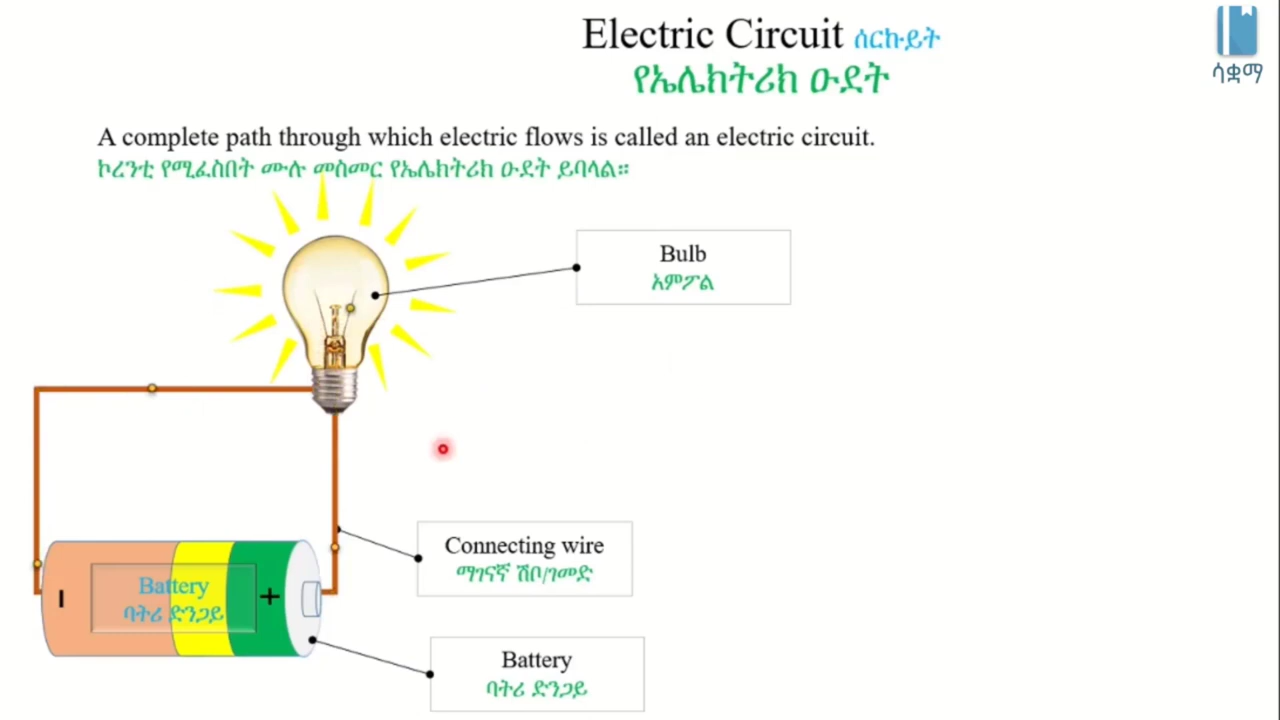 Electric Circuit ሰርኩይት
የኤሌክትሪክ ዑደት
ሳቋማ
A complete path through which electric flows is called an electric circuit.
ኮረንቲ የሚፈስበት ሙሉ መስመር የኤሌክትሪክ ዑደት ይባላል።
Bulb
አምፖል
Connecting wire
ማገናኛ ሽቦ/ገመድ
Battery
ባትሪ ድንጋይ
+
Battery
ባትሪ ድንጋይ